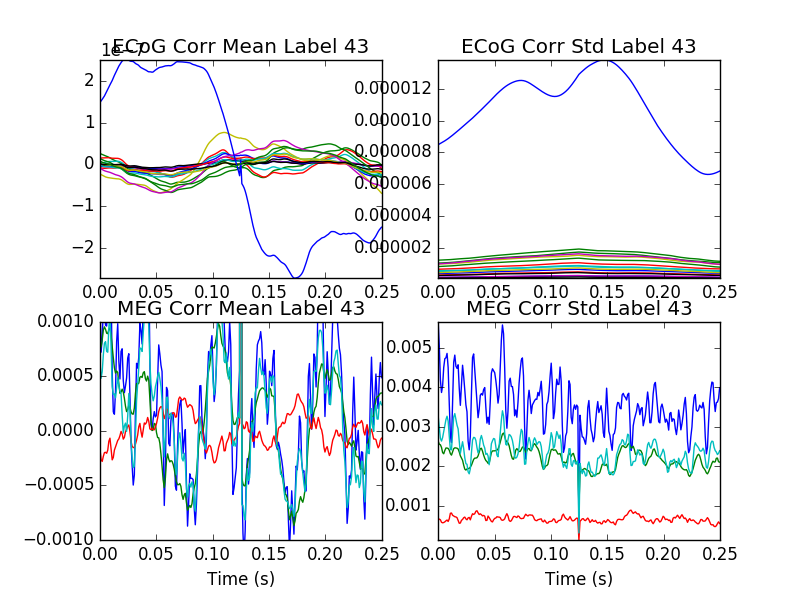 ECoG Corr Mean Label 43
1e−7
2
1
0
−1
−2
0.00 0.05 0.10 0.15 0.20 0.25
ECoG Corr Std Label 43
0.000012
0.000010
0.000008
0.000006
0.000004
0.000002
0.00 0.05 0.10 0.15 0.20 0.25
MEG Corr Mean Label 43
0.0010
0.0005
0.0000
−0.0005
−0.0010
0.00 0.05 0.10 0.15 0.20 0.25
Time (s)
MEG Corr Std Label 43
0.005
0.004
0.003
0.002
0.001
0.00 0.05 0.10 0.15 0.20 0.25
Time (s)